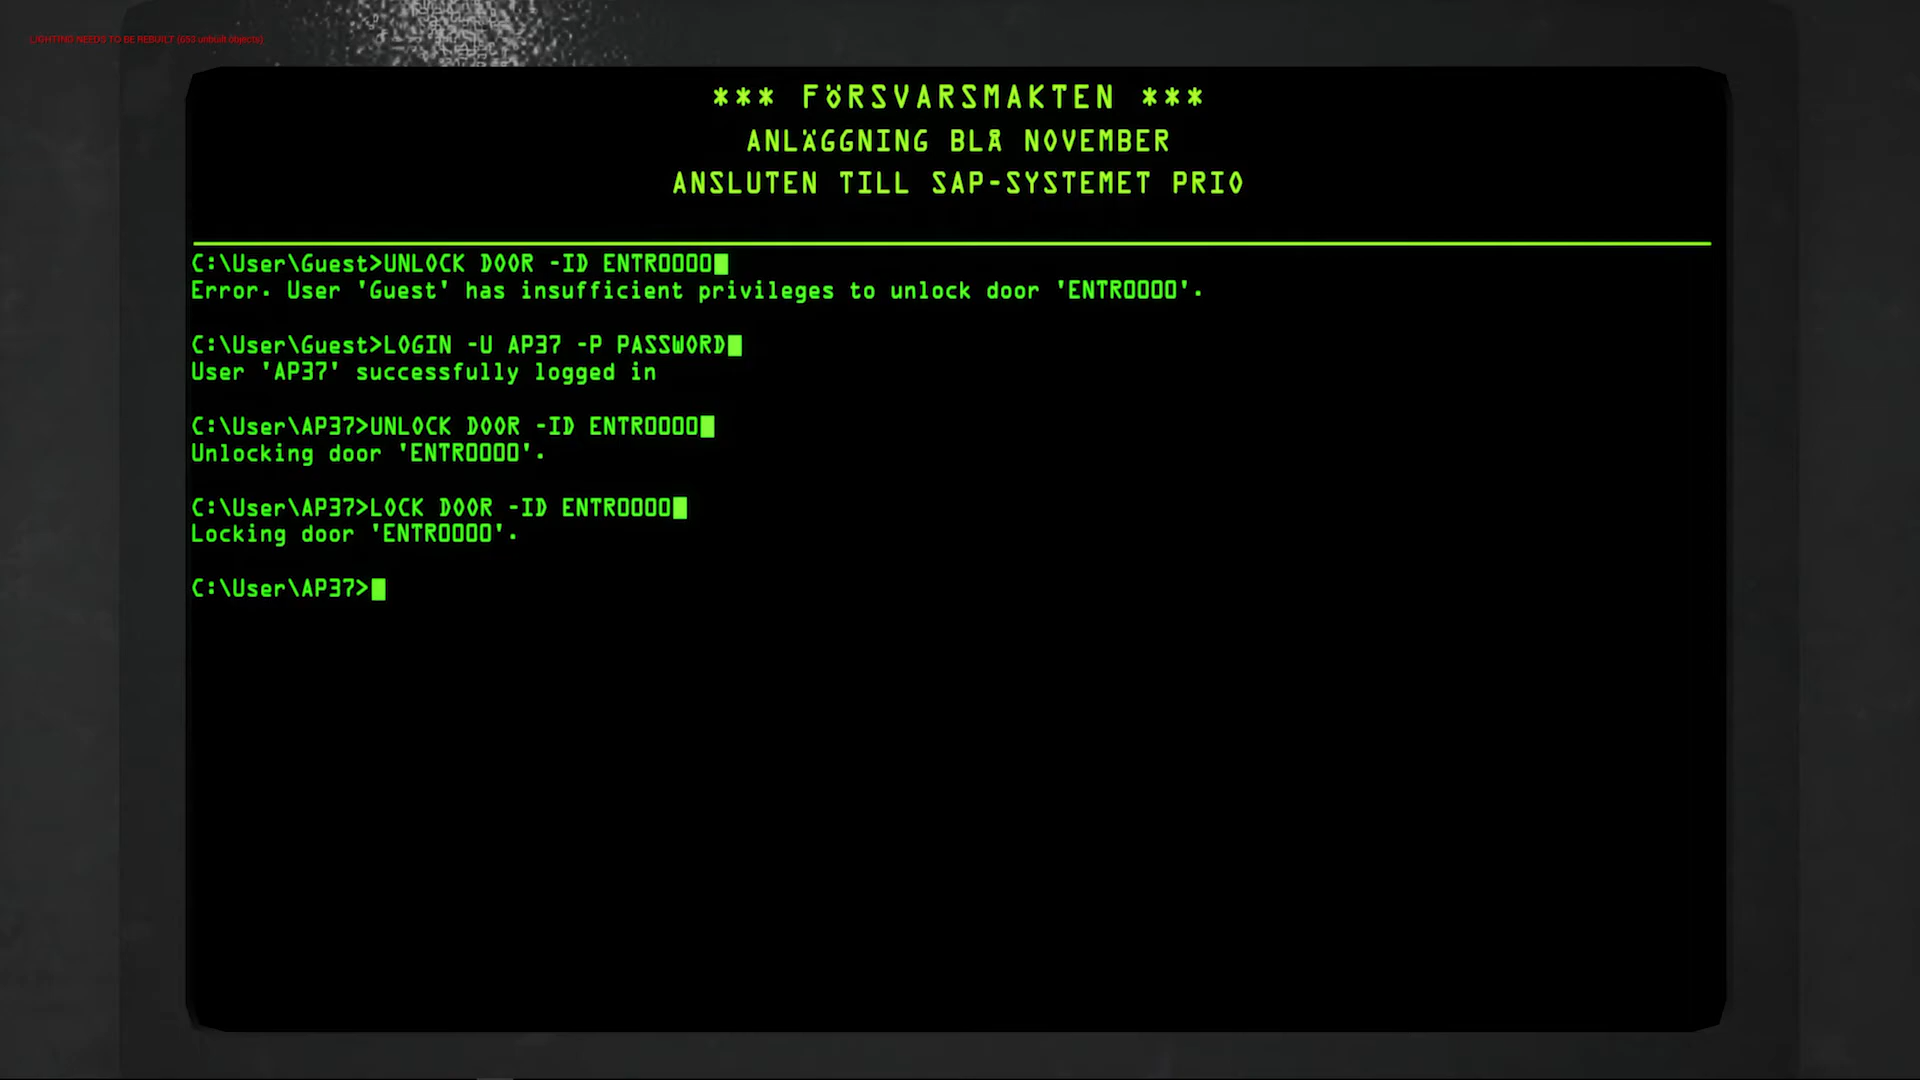 LIGHTING NEEDS TO BE REBUILT (653 unbuilt objects)
*** FÖRSVARSMAKTEN ***
ANLÄGGNING BLÅ NOVEMBER
ANSLUTEN TILL SAP-SYSTEMET PRIO
C:\User\Guest>UNLOCK DOOR -ID ENTR0000
Error. User 'Guest' has insufficient privileges to unlock door 'ENTR0000'.
C:\User\Guest>LOGIN -U AP37 -P PASSWORD
User 'AP37' successfully logged in
C:\User\AP37>UNLOCK DOOR -ID ENTR0000
Unlocking door 'ENTR0000'.
C:\User\AP37>LOCK DOOR -ID ENTR0000
Locking door 'ENTR0000'.
C:\User\AP37>